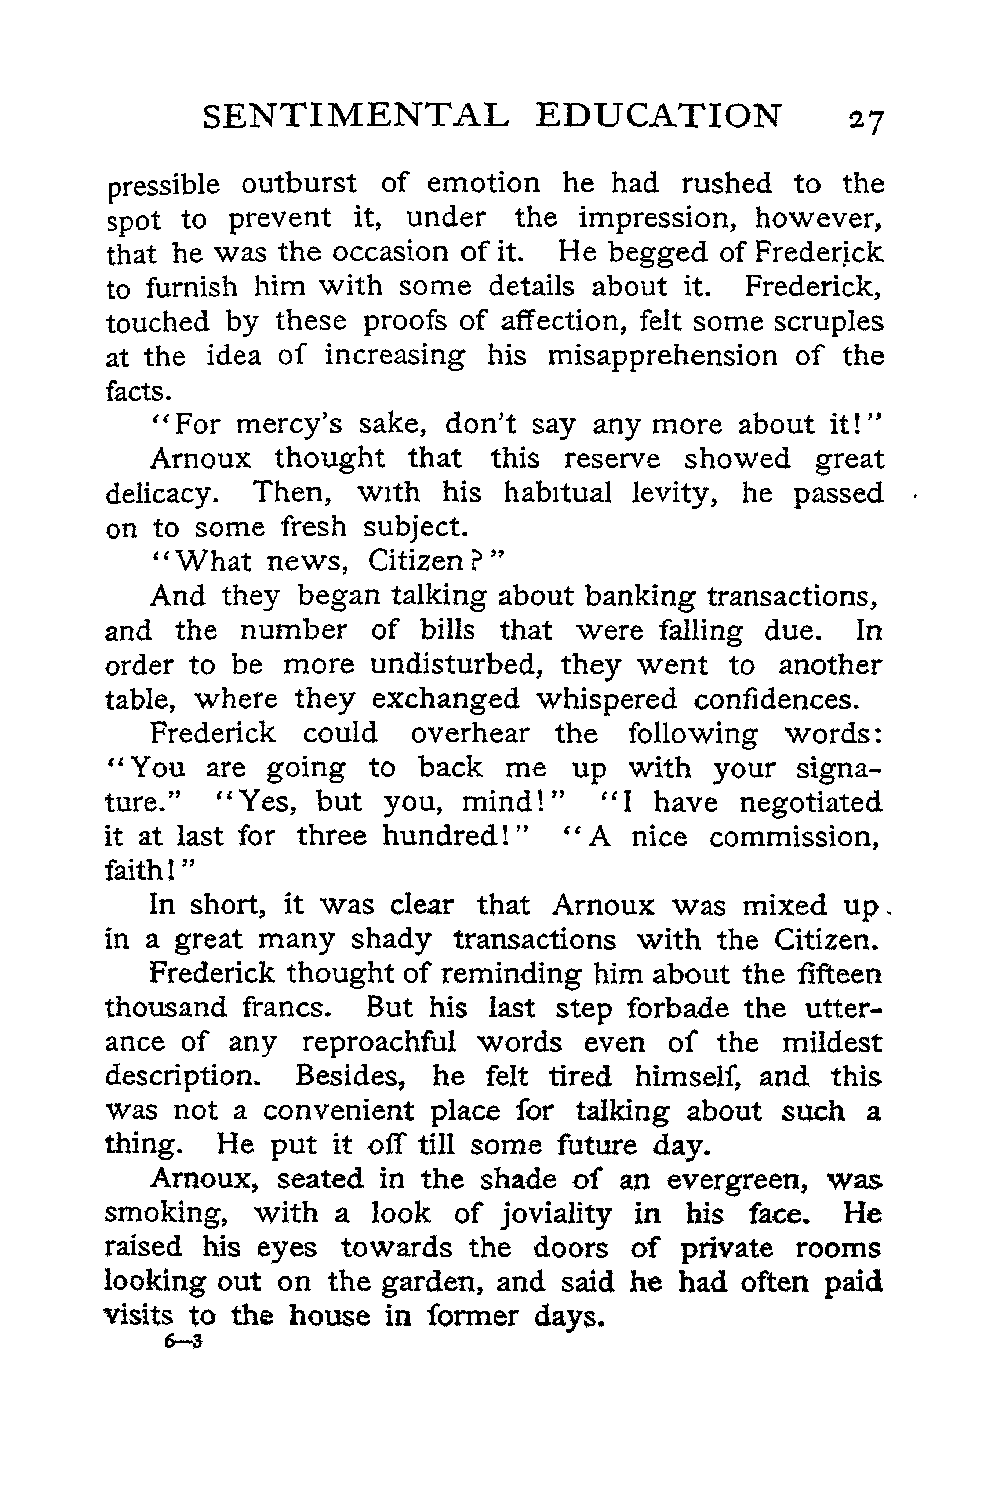 SENTIMENTAL EDUCATION 27
pressible outburst of emotion he had rushed to the
spot to prevent it, under the impression, however,
that he was the occasion of it. He begged of Frederick
to furnish him with some details about it. Frederick,
touched by these proofs of affection, felt some scruples
at the idea of increasing his misapprehension of the
facts.
"For mercy's sake, don't say any more about it!"
Arnoux thought that this reserve showed great
delicacy. Then, with his habitual levity, he passed
on to some fresh subject.
"What news, Citizen?"
And they began talking about banking transactions,
and the number of bills that were falling due. In
order to be more undisturbed, they went to another
table, where they exchanged whispered confidences.
Frederick could overhear the following words:
"You are going to back me up with your signa-
ture." "Yes, but you, mind!" "I have negotiated
it at last for three hundred!" "A nice commission,
faith!"
In short, it was clear that Arnoux was mixed up
in a great many shady transactions with the Citizen.
Frederick thought of reminding him about the fifteen
thousand francs. But his last step forbade the utter-
ance of any reproachful words even of the mildest
description. Besides, he felt tired himself, and this
was not a convenient place for talking about such a
thing. He put it off till some future day.
Arnoux, seated in the shade of an evergreen, was
smoking, with a look of joviality in his face. He
raised his eyes towards the doors of private rooms
looking out on the garden, and said he had often paid
visits to the house in former days.
6—3